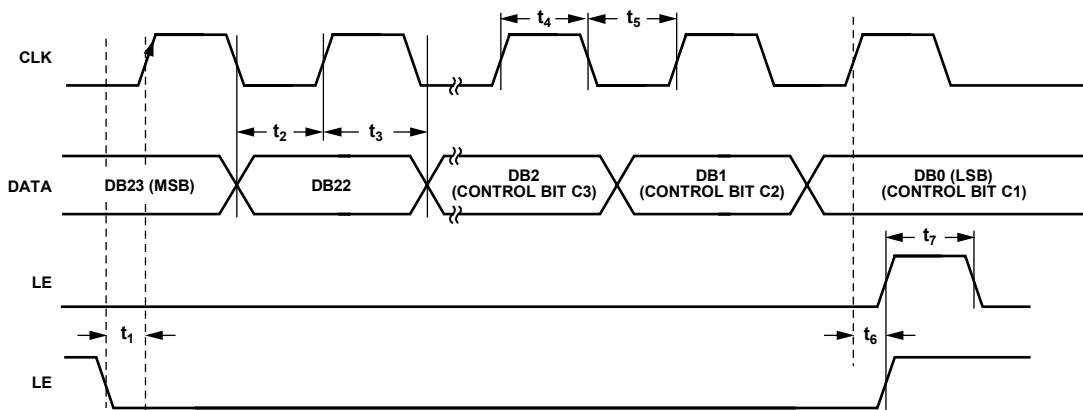 t4
t5
CLK
t2
t3
DATA
DB23 (MSB)
DB22
DB2
(CONTROL BIT C3)
DB1
(CONTROL BIT C2)
DB0 (LSB)
(CONTROL BIT C1)
t7
LE
t1
t6
LE